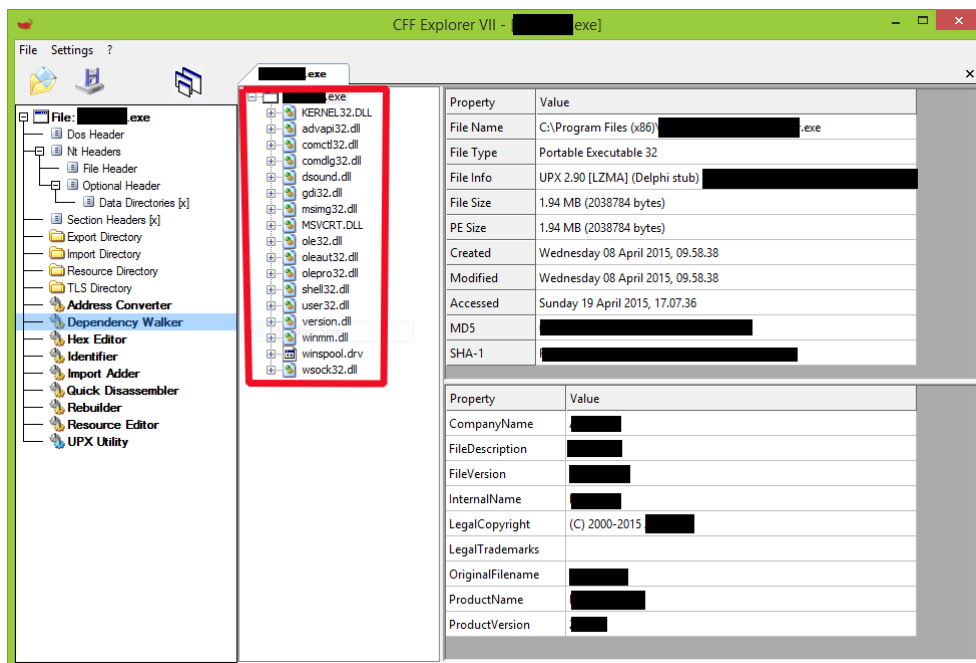 CFF Explorer VII - [ exe]
File Settings ?
.exe
File: .exe
Dos Header
Nt Headers
File Header
Optional Header
Data Directories [x]
Section Headers [x]
Export Directory
Import Directory
Resource Directory
TLS Directory
Address Converter
Dependency Walker
Hex Editor
Identifier
Import Adder
Quick Disassembler
Rebuilder
Resource Editor
UPX Utility
.exe
KERNEL32.DLL
advapi32.dll
comctl32.dll
comdlg32.dll
dsound.dll
gdi32.dll
msimg32.dll
MSVCRT.DLL
ole32.dll
oleaut32.dll
olepro32.dll
shell32.dll
user32.dll
version.dll
winmm.dll
winspool.drv
wsock32.dll
Property Value
File Name C:\Program Files (x86)\ .exe
File Type Portable Executable 32
File Info UPX 2.90 [LZMA] (Delphi stub)
File Size 1.94 MB (2038784 bytes)
PE Size 1.94 MB (2038784 bytes)
Created Wednesday 08 April 2015, 09.58.38
Modified Wednesday 08 April 2015, 09.58.38
Accessed Sunday 19 April 2015, 17.07.36
MD5
SHA-1
Property Value
CompanyName
FileDescription
FileVersion
InternalName
LegalCopyright (C) 2000-2015
LegalTrademarks
OriginalFilename
ProductName
ProductVersion